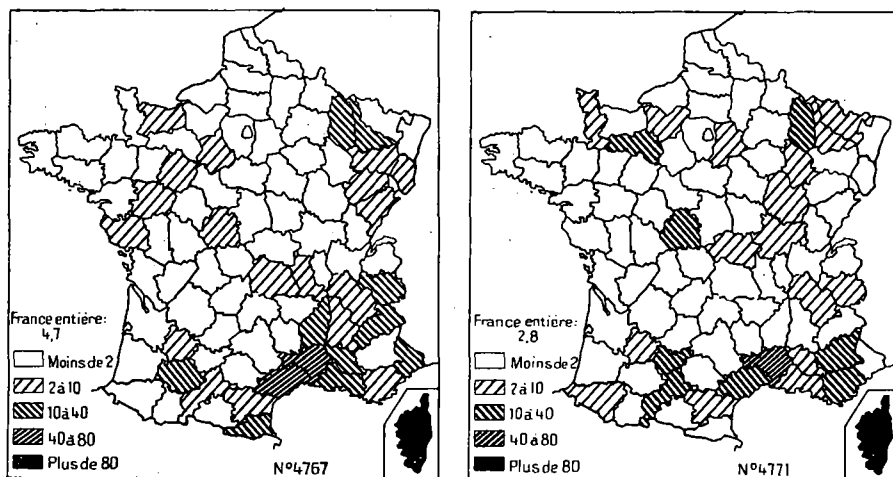 France entière:
4,7
Moins de 2
2 à 10
10 à 40
40 à 80
Plus de 80
N°4767
France entière:
2,8
Moins de 2
2 à 10
10 à 40
40 à 80
Plus de 80
N°4771